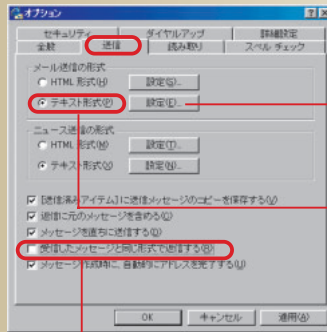 オプション
セキュリティ ダイヤルアップ 詳細設定
全般 送信 読み取り スペル チェック
メール送信の形式
HTML 形式(H) 設定(S)...
テキスト形式(P) 設定(E)...
ニュース送信の形式
HTML 形式(M) 設定(T)...
テキスト形式(X) 設定(N)...
[送信済みアイテム]に送信メッセージのコピーを保存する(V)
返信に元のメッセージを含める(C)
メッセージを直ちに送信する(D)
受信したメッセージと同じ形式で返信する(R)
メッセージ作成時に、自動的にアドレスを完了する(U)
OK キャンセル 適用(A)